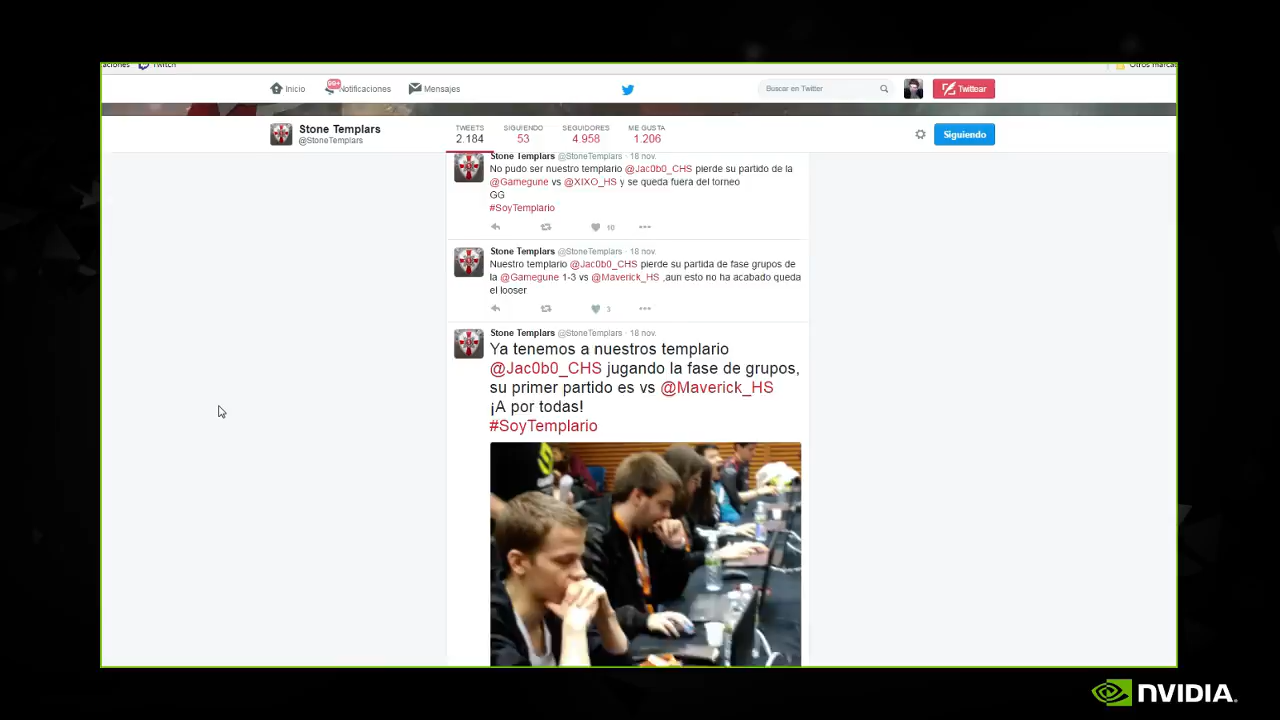 Twitch
Inicio
99+
Notificaciones
Mensajes
Buscar en Twitter
Twittear
Stone Templars
@StoneTemplars
TWEETS
2.184
SIGUIENDO
53
SEGUIDORES
4.958
ME GUSTA
1.206
Siguiendo
Stone Templars @StoneTemplars · 18 nov.
No pudo ser nuestro templario @Jac0b0_CHS pierde su partido de la
@Gamegune vs @XIXO_HS y se queda fuera del torneo
GG
#SoyTemplario
10
Stone Templars @StoneTemplars · 18 nov.
Nuestro templario @Jac0b0_CHS pierde su partida de fase grupos de
la @Gamegune 1-3 vs @Maverick_HS ,aun esto no ha acabado queda
el looser
3
Stone Templars @StoneTemplars · 18 nov.
Ya tenemos a nuestros templario
@Jac0b0_CHS jugando la fase de grupos,
su primer partido es vs @Maverick_HS
¡A por todas!
#SoyTemplario
NVIDIA.